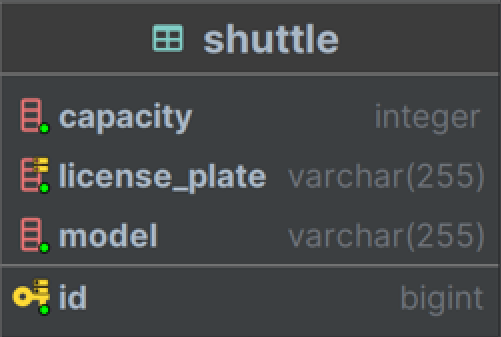 shuttle
capacity integer
license_plate varchar(255)
model varchar(255)
id bigint